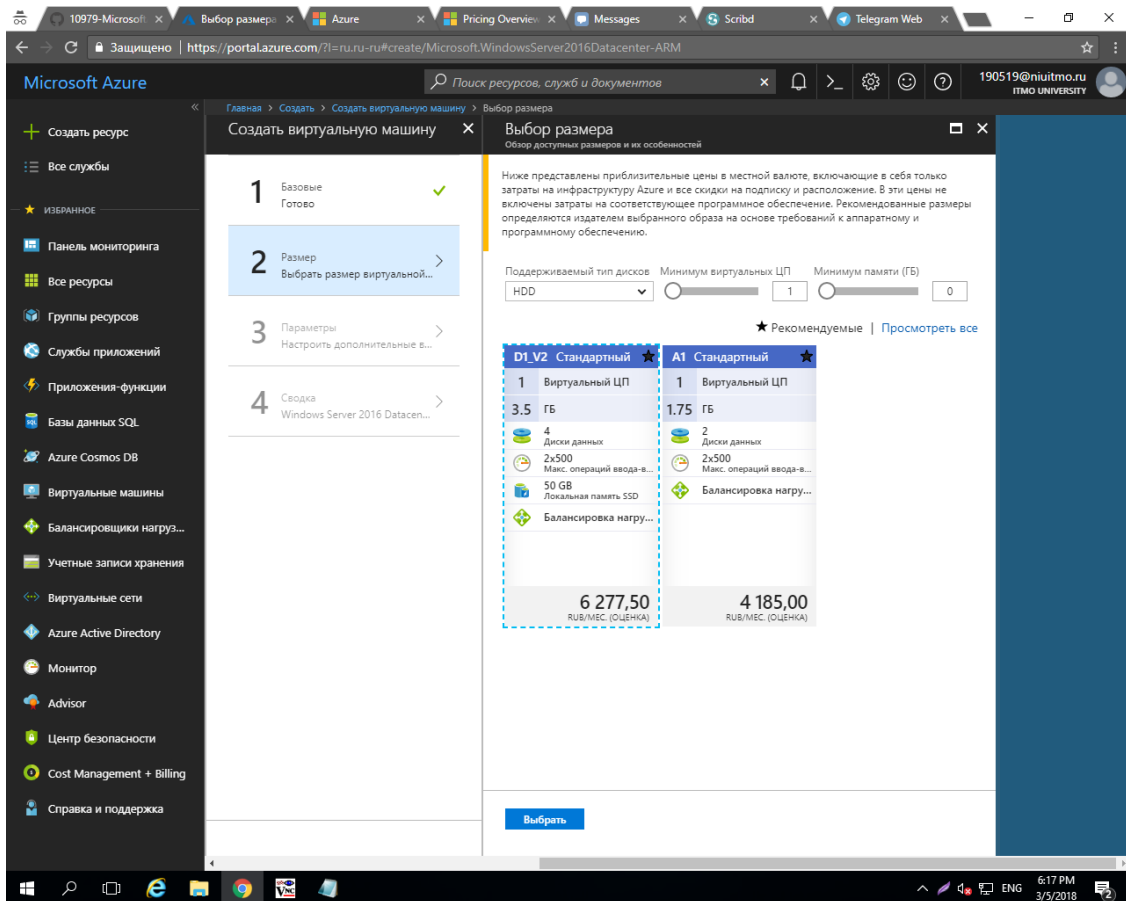 10979-Microsoft
Выбор размера
Azure
Pricing Overview
Messages
Scribd
Telegram Web
Защищено
https://portal.azure.com/?l=ru.ru-ru#create/Microsoft.WindowsServer2016Datacenter-ARM
Microsoft Azure
Поиск ресурсов, служб и документов
190519@niuitmo.ru
ITMO UNIVERSITY
Создать ресурс
Все службы
ИЗБРАННОЕ
Панель мониторинга
Все ресурсы
Группы ресурсов
Службы приложений
Приложения-функции
Базы данных SQL
Azure Cosmos DB
Виртуальные машины
Балансировщики нагруз...
Учетные записи хранения
Виртуальные сети
Azure Active Directory
Монитор
Advisor
Центр безопасности
Cost Management + Billing
Справка и поддержка
Главная > Создать > Создать виртуальную машину > Выбор размера
Создать виртуальную машину
1
Базовые
Готово
2
Размер
Выбрать размер виртуальной...
3
Параметры
Настроить дополнительные в...
4
Сводка
Windows Server 2016 Datacen...
Выбор размера
Обзор доступных размеров и их особенностей
Ниже представлены приблизительные цены в местной валюте, включающие в себя только
затраты на инфраструктуру Azure и все скидки на подписку и расположение. В эти цены не
включены затраты на соответствующее программное обеспечение. Рекомендованные размеры
определяются издателем выбранного образа на основе требований к аппаратному и
программному обеспечению.
Поддерживаемый тип дисков
HDD
Минимум виртуальных ЦП
1
Минимум памяти (ГБ)
0
Рекомендуемые | Просмотреть все
D1_V2 Стандартный
1 Виртуальный ЦП
3.5 ГБ
4
Диски данных
2x500
Макс. операций ввода-в...
50 GB
Локальная память SSD
Балансировка нагру...
6 277,50
RUB/МЕС. (ОЦЕНКА)
A1 Стандартный
1 Виртуальный ЦП
1.75 ГБ
2
Диски данных
2x500
Макс. операций ввода-в...
Балансировка нагру...
4 185,00
RUB/МЕС. (ОЦЕНКА)
Выбрать
ENG
6:17 PM
3/5/2018
2